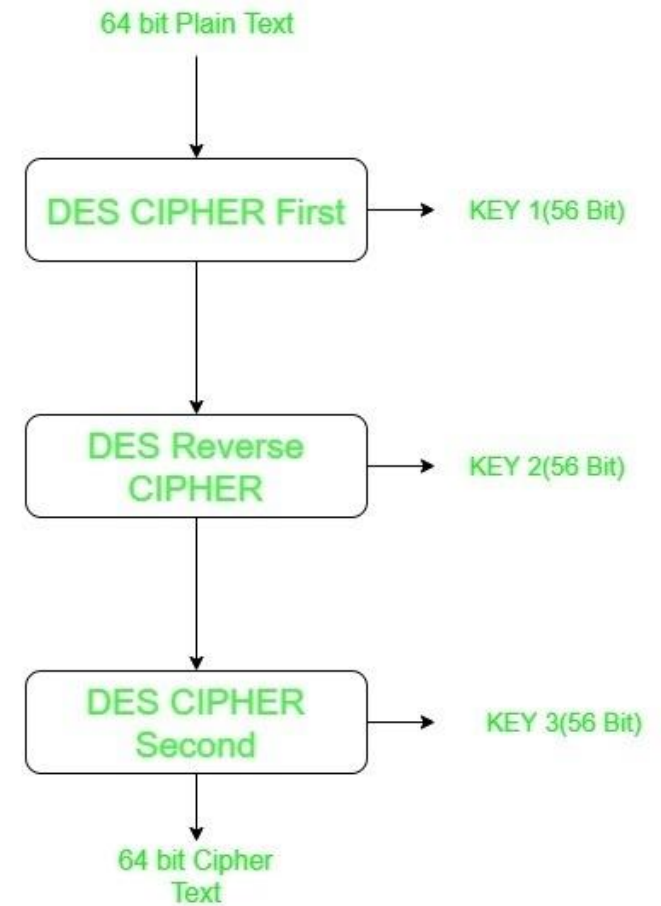 64 bit Plain Text
DES CIPHER First
KEY 1(56 Bit)
DES Reverse
CIPHER
KEY 2(56 Bit)
DES CIPHER
Second
KEY 3(56 Bit)
64 bit Cipher
Text